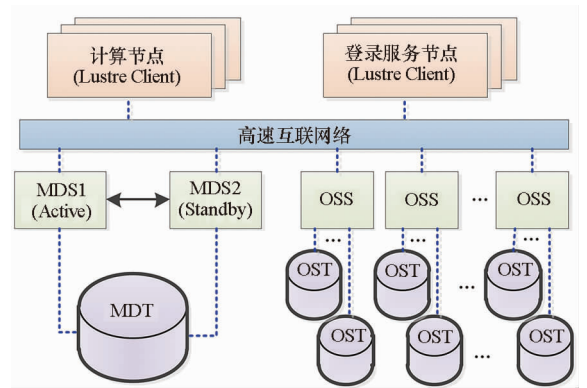 计算节点
(Lustre Client)
登录服务节点
(Lustre Client)
高速互联网络
MDS1
(Active)
MDS2
(Standby)
OSS
OSS
...
OSS
...
...
...
OST
OST
...
OST
...
MDT
OST
OST
...
OST